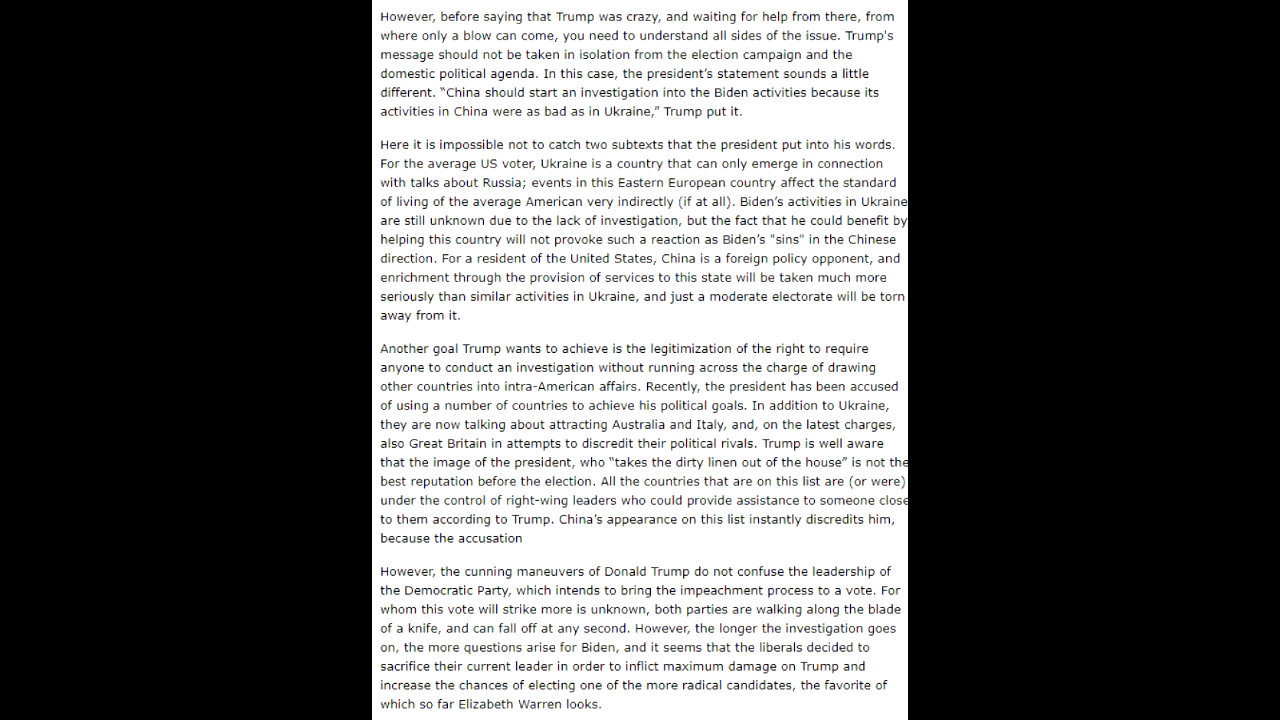 However, before saying that Trump was crazy, and waiting for help from there, from
where only a blow can come, you need to understand all sides of the issue. Trump's
message should not be taken in isolation from the election campaign and the
domestic political agenda. In this case, the president’s statement sounds a little
different. “China should start an investigation into the Biden activities because its
activities in China were as bad as in Ukraine,” Trump put it.
Here it is impossible not to catch two subtexts that the president put into his words.
For the average US voter, Ukraine is a country that can only emerge in connection
with talks about Russia; events in this Eastern European country affect the standard
of living of the average American very indirectly (if at all). Biden’s activities in Ukraine
are still unknown due to the lack of investigation, but the fact that he could benefit by
helping this country will not provoke such a reaction as Biden’s "sins" in the Chinese
direction. For a resident of the United States, China is a foreign policy opponent, and
enrichment through the provision of services to this state will be taken much more
seriously than similar activities in Ukraine, and just a moderate electorate will be torn
away from it.
Another goal Trump wants to achieve is the legitimization of the right to require
anyone to conduct an investigation without running across the charge of drawing
other countries into intra-American affairs. Recently, the president has been accused
of using a number of countries to achieve his political goals. In addition to Ukraine,
they are now talking about attracting Australia and Italy, and, on the latest charges,
also Great Britain in attempts to discredit their political rivals. Trump is well aware
that the image of the president, who “takes the dirty linen out of the house” is not the
best reputation before the election. All the countries that are on this list are (or were)
under the control of right-wing leaders who could provide assistance to someone close
to them according to Trump. China’s appearance on this list instantly discredits him,
because the accusation
However, the cunning maneuvers of Donald Trump do not confuse the leadership of
the Democratic Party, which intends to bring the impeachment process to a vote. For
whom this vote will strike more is unknown, both parties are walking along the blade
of a knife, and can fall off at any second. However, the longer the investigation goes
on, the more questions arise for Biden, and it seems that the liberals decided to
sacrifice their current leader in order to inflict maximum damage on Trump and
increase the chances of electing one of the more radical candidates, the favorite of
which so far Elizabeth Warren looks.